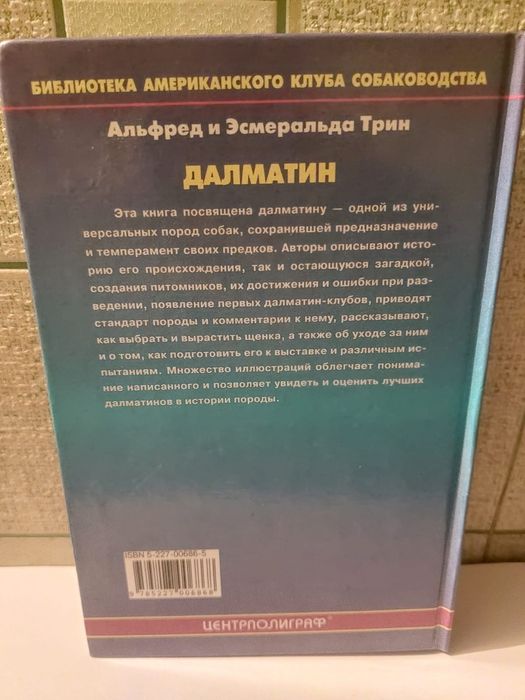 БИБЛИОТЕКА АМЕРИКАНСКОГО КЛУБА СОБАКОВОДСТВА
Альфред и Эсмеральда Трин
ДАЛМАТИН
Эта книга посвящена далматину — одной из уни-
версальных пород собак, сохранившей предназначение
и темперамент своих предков. Авторы описывают исто-
рию его происхождения, так и остающуюся загадкой,
создания питомников, их достижения и ошибки при раз-
ведении, появление первых далматин-клубов, приводят
стандарт породы и комментарии к нему, рассказывают,
как выбрать и вырастить щенка, а также об уходе за ним
и о том, как подготовить его к выставке и различным ис-
пытаниям. Множество иллюстраций облегчает понима-
ние написанного и позволяет увидеть и оценить лучших
далматинов в истории породы.
ISBN 5-227-00686-5
9 785227 006868
ЦЕНТРПОЛИГРАФ®